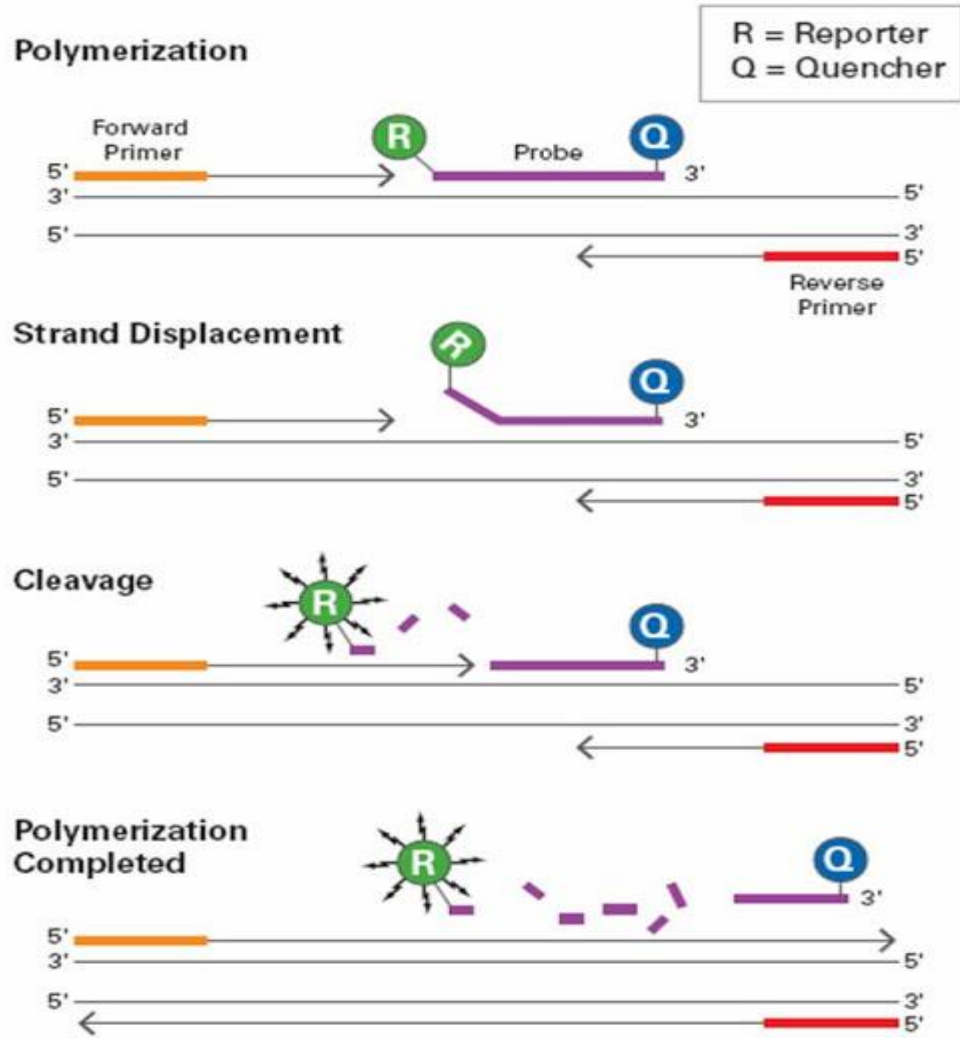 R = Reporter
Q = Quencher
Polymerization
Forward
Primer
R
Probe
Q
5'
3'
3'
5'
5'
3'
5'
Reverse
Primer
Strand Displacement
R
Q
5'
3'
3'
5'
5'
3'
5'
Cleavage
R
Q
5'
3'
3'
5'
5'
3'
5'
Polymerization
Completed
R
Q
3'
5'
3'
5'
5'
3'
5'